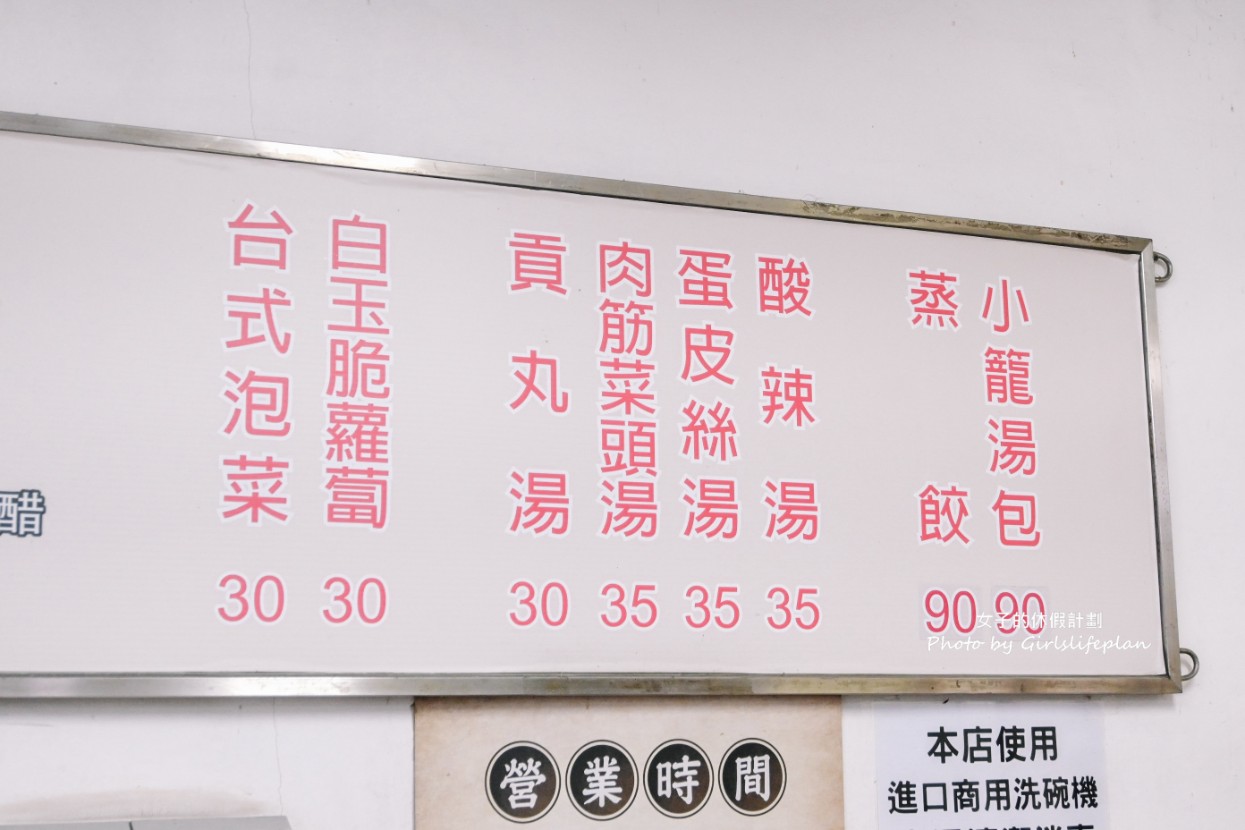 小籠湯包 90
蒸餃 90
酸辣湯 35
蛋皮絲湯 35
肉筋菜頭湯 35
貢丸湯 30
白玉脆蘿蔔 30
台式泡菜 30
醋
女子的休假計劃
Photo by Girlslifeplan
營業時間
本店使用
進口商用洗碗機